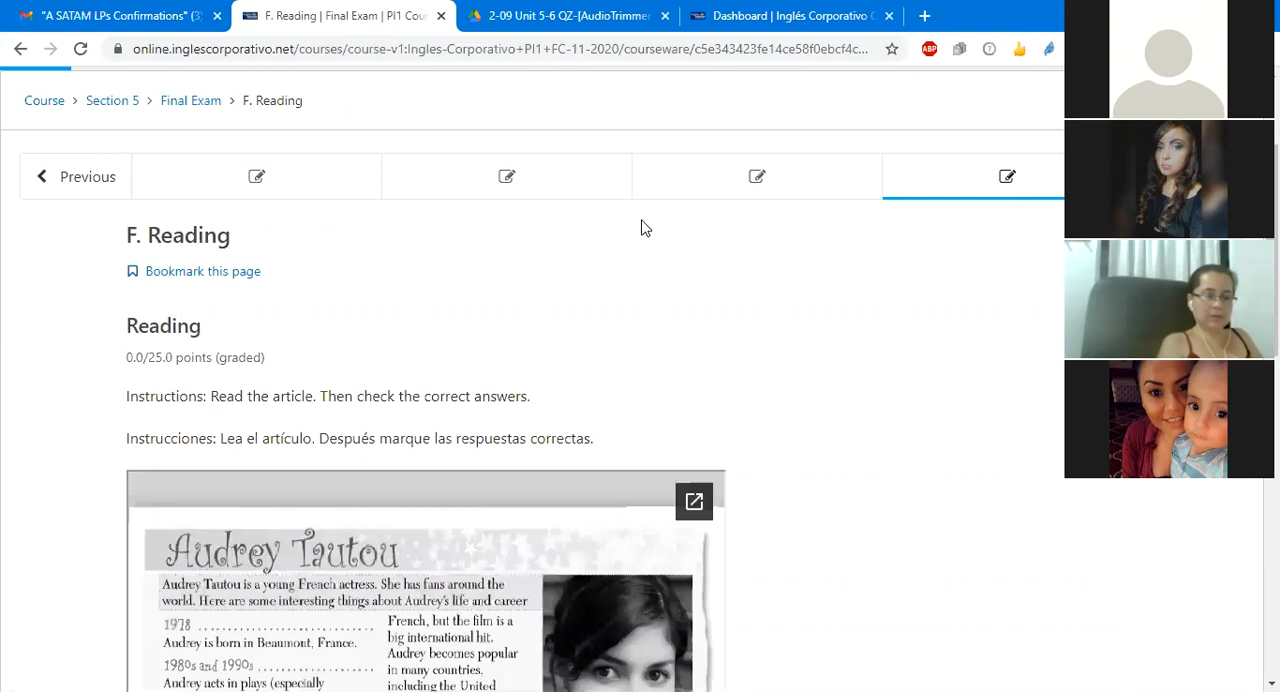 "A SATAM LPs Confirmations" (3)
F. Reading | Final Exam | PI1 Cou
2-09 Unit 5-6 QZ-[AudioTrimmer
Dashboard | Inglés Corporativo C
online.inglescorporativo.net/courses/course-v1:Ingles-Corporativo+PI1+FC-11-2020/courseware/c5e343423fe14ce58f0ebcf4c...
ABP
Course > Section 5 > Final Exam > F. Reading
Previous
F. Reading
Bookmark this page
Reading
0.0/25.0 points (graded)
Instructions: Read the article. Then check the correct answers.
Instrucciones: Lea el artículo. Después marque las respuestas correctas.
Audrey Tautou
Audrey Tautou is a young French actress. She has fans around the
world. Here are some interesting things about Audrey's life and career
1978
Audrey is born in Beaumont, France.
1980s and 1990s
Audrey acts in plays (especially
French, but the film is a
big international hit.
Audrey becomes popular
in many countries,
including the United